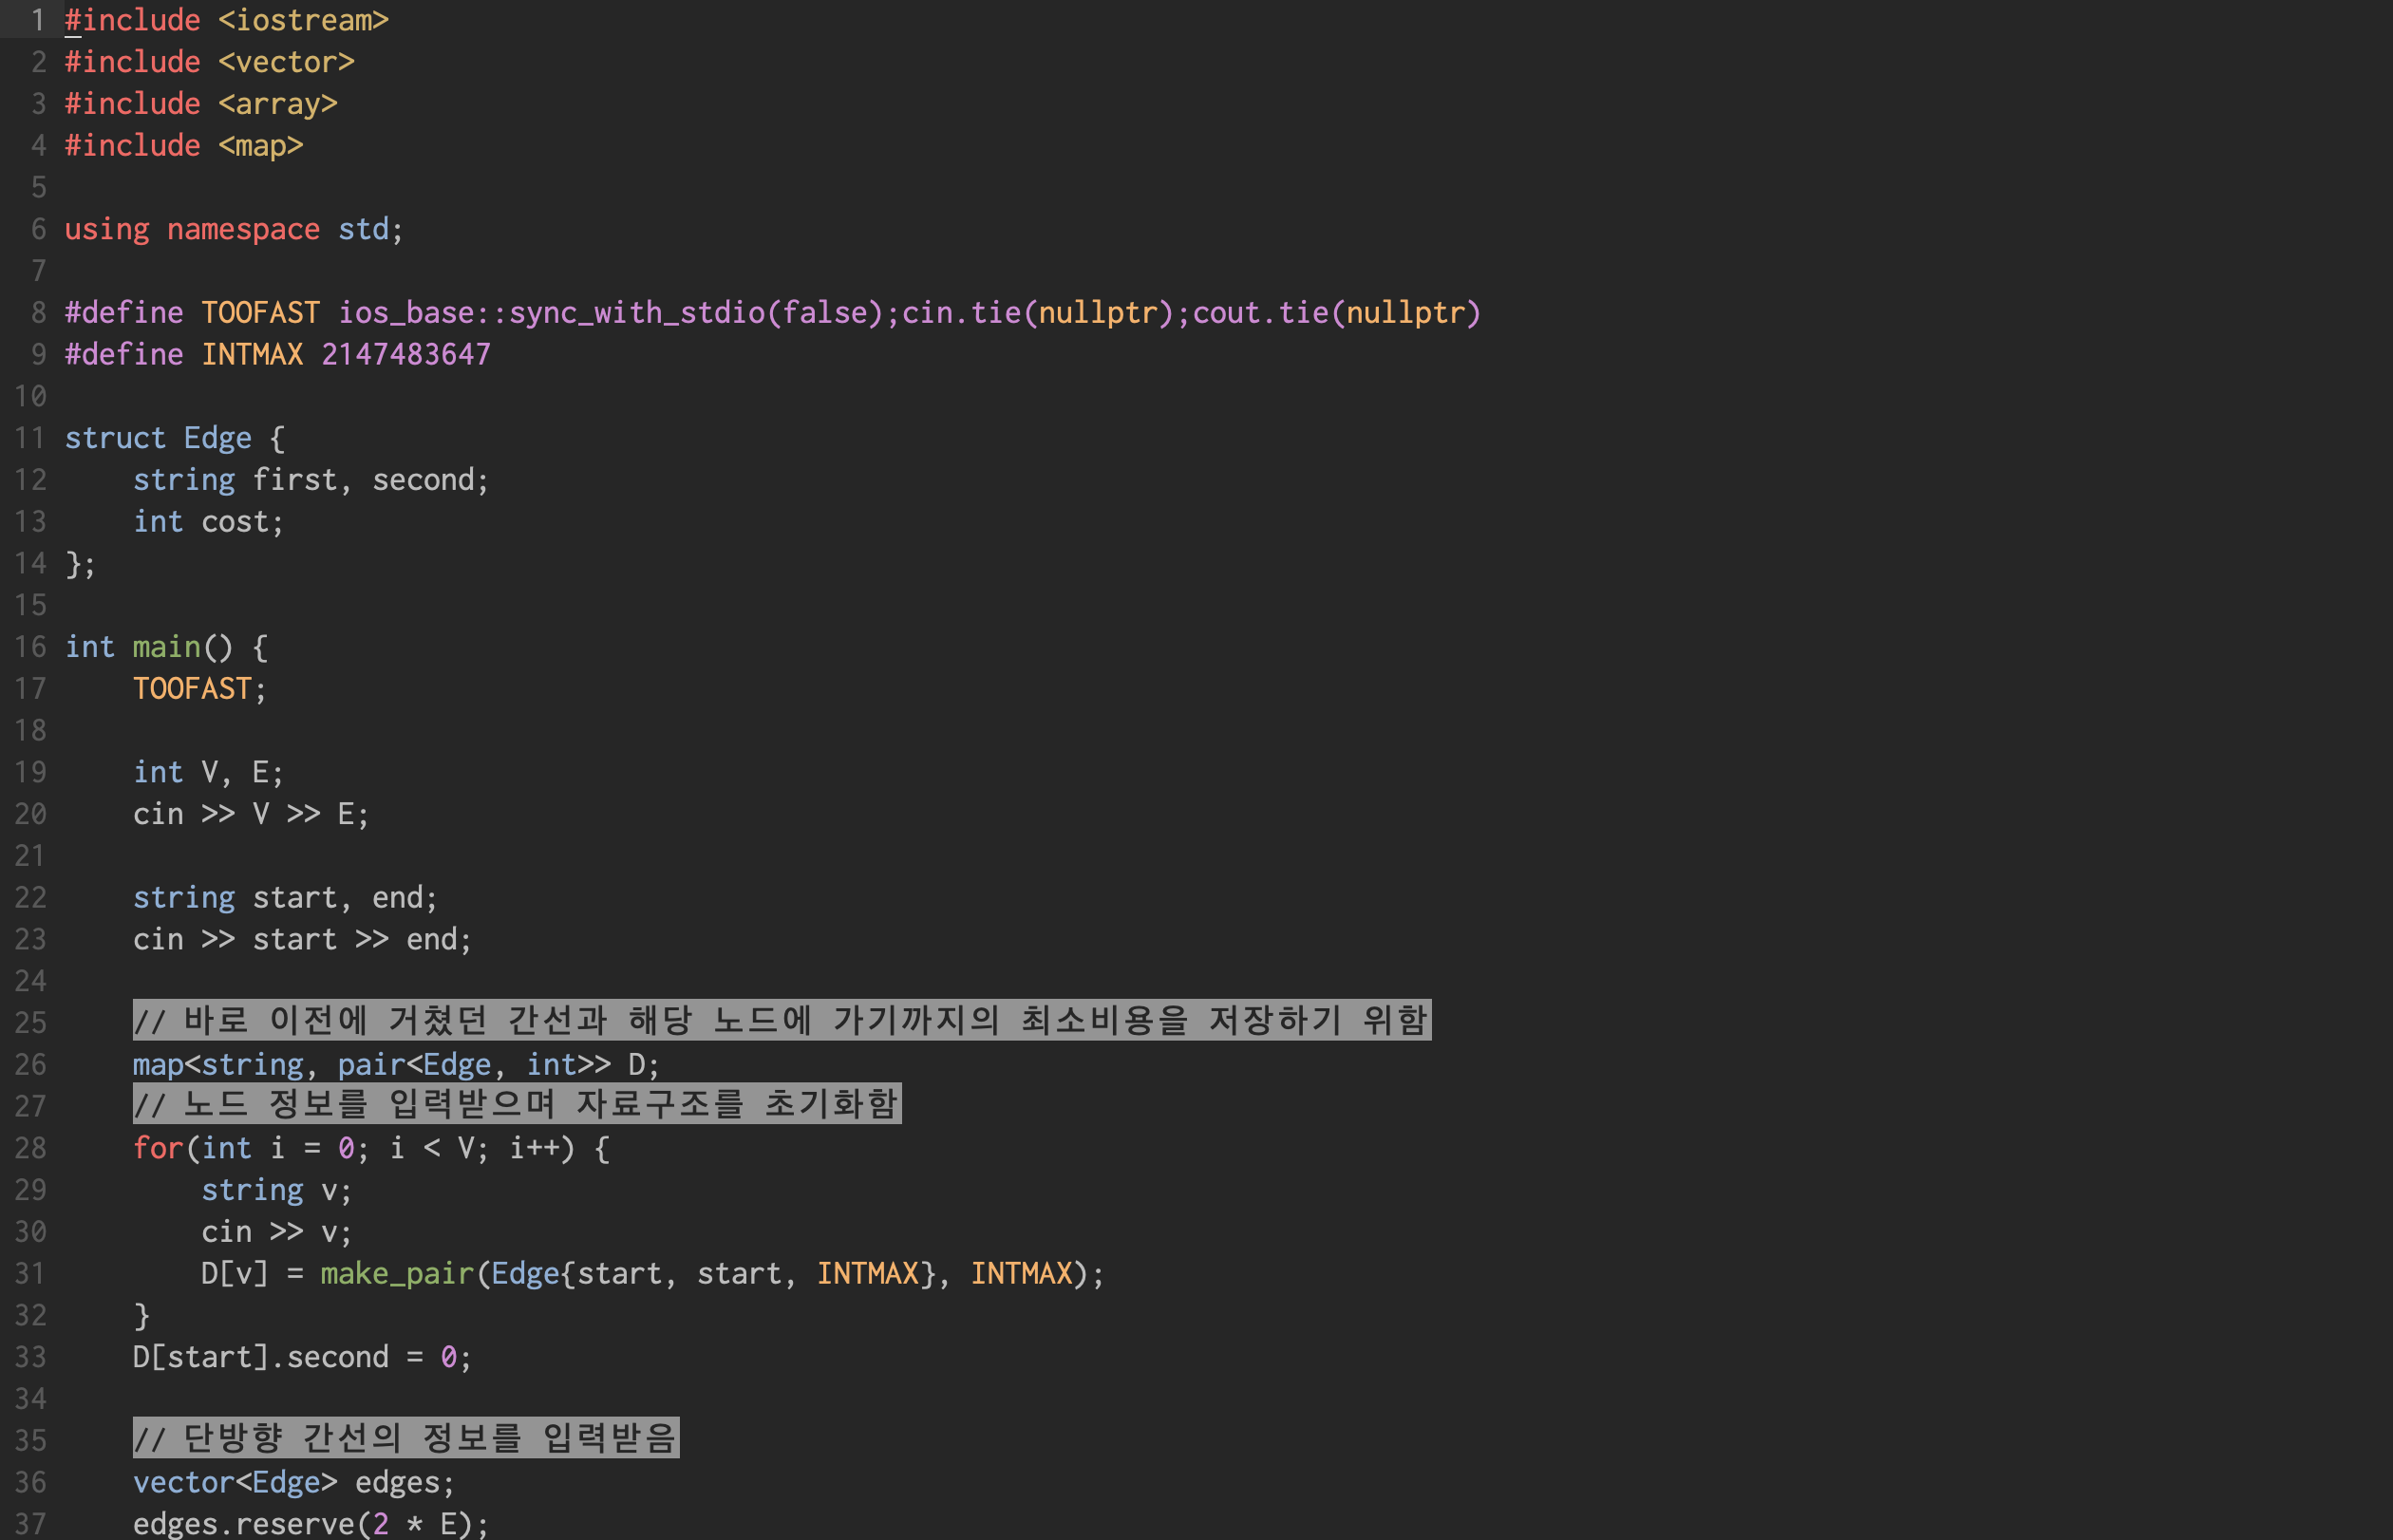 1 #include <iostream>
2 #include <vector>
3 #include <array>
4 #include <map>
5
6 using namespace std;
7
8 #define TOOFAST ios_base::sync_with_stdio(false);cin.tie(nullptr);cout.tie(nullptr)
9 #define INTMAX 2147483647
10
11 struct Edge {
12     string first, second;
13     int cost;
14 };
15
16 int main() {
17     TOOFAST;
18
19     int V, E;
20     cin >> V >> E;
21
22     string start, end;
23     cin >> start >> end;
24
25     // 바로 이전에 거쳤던 간선과 해당 노드에 가기까지의 최소비용을 저장하기 위함
26     map<string, pair<Edge, int>> D;
27     // 노드 정보를 입력받으며 자료구조를 초기화함
28     for(int i = 0; i < V; i++) {
29         string v;
30         cin >> v;
31         D[v] = make_pair(Edge{start, start, INTMAX}, INTMAX);
32     }
33     D[start].second = 0;
34
35     // 단방향 간선의 정보를 입력받음
36     vector<Edge> edges;
37     edges.reserve(2 * E);